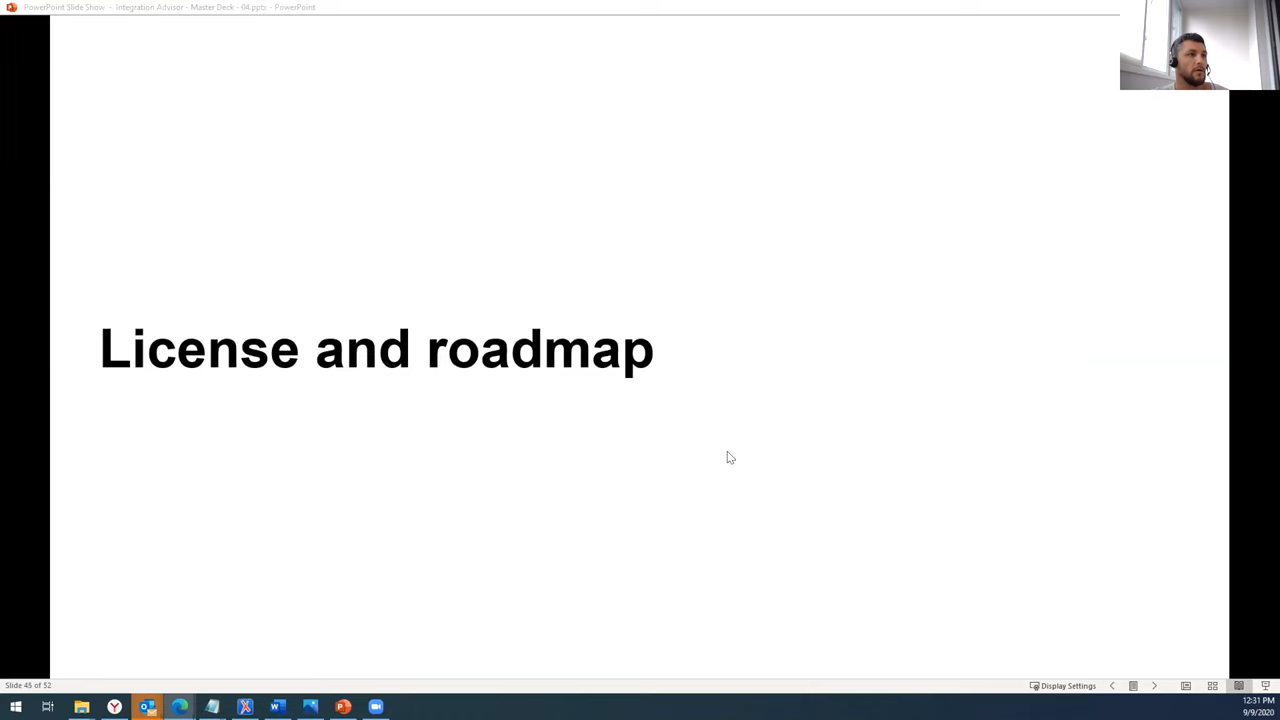 PowerPoint Slide Show - Integration Advisor - Master Deck - 04.pptx - PowerPoint
License and roadmap
Slide 45 of 52
Display Settings
12:31 PM
9/9/2020